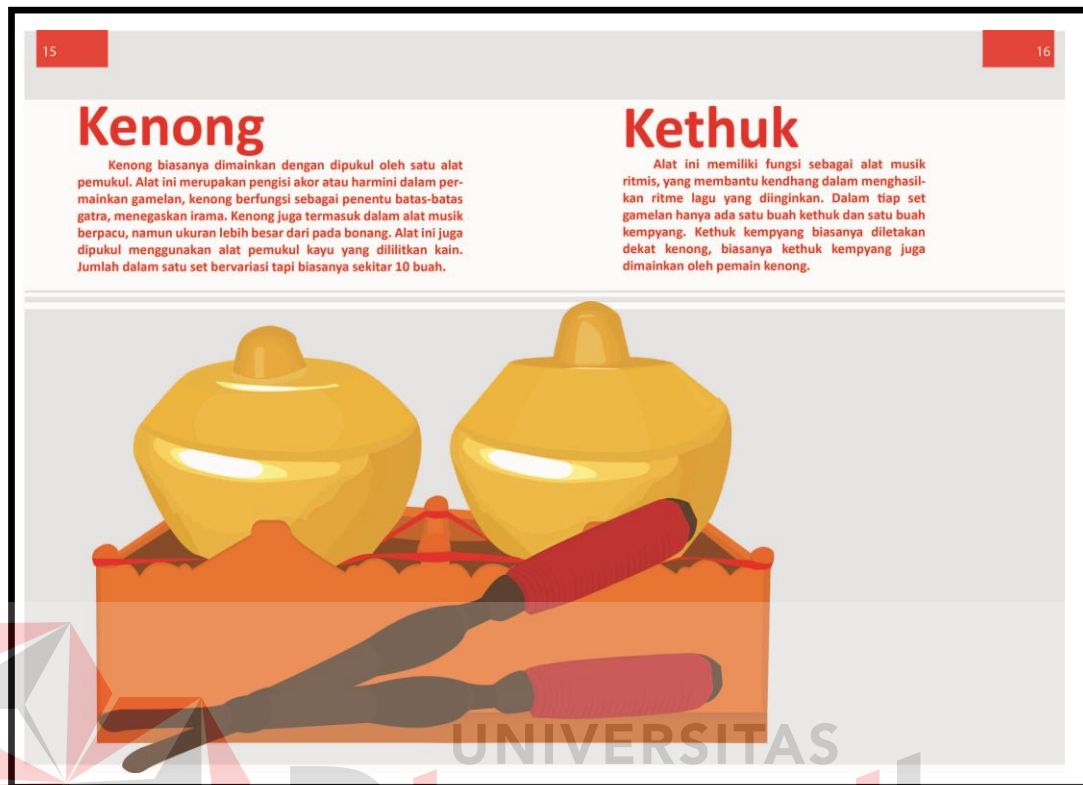 15
16
Kenong
Kenong biasanya dimainkan dengan dipukul oleh satu alat
pemukul. Alat ini merupakan pengisi akor atau harmini dalam per-
mainkan gamelan, kenong berfungsi sebagai penentu batas-batas
gatra, menegaskan irama. Kenong juga termasuk dalam alat musik
berpacu, namun ukuran lebih besar dari pada bonang. Alat ini juga
dipukul menggunakan alat pemukul kayu yang dililitkan kain.
Jumlah dalam satu set bervariasi tapi biasanya sekitar 10 buah.
Kethuk
Alat ini memiliki fungsi sebagai alat musik
ritmis, yang membantu kendhang dalam menghasil-
kan ritme lagu yang diinginkan. Dalam tiap set
gamelan hanya ada satu buah kethuk dan satu buah
kempyang. Kethuk kempyang biasanya diletakan
dekat kenong, biasanya kethuk kempyang juga
dimainkan oleh pemain kenong.
UNIVERSITAS